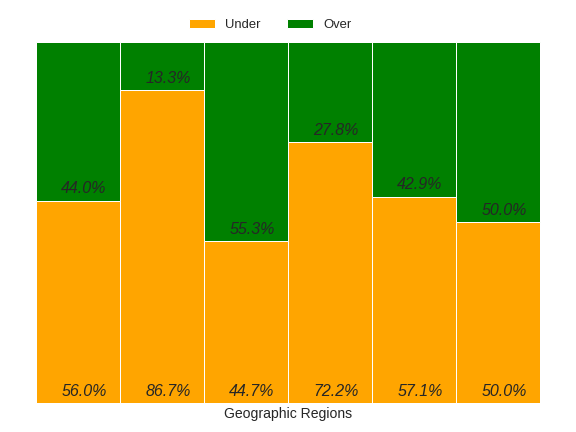 Under Over
13.3%
27.8%
44.0% 42.9%
55.3% 50.0%
56.0% 86.7% 44.7% 72.2% 57.1% 50.0%
Geographic Regions